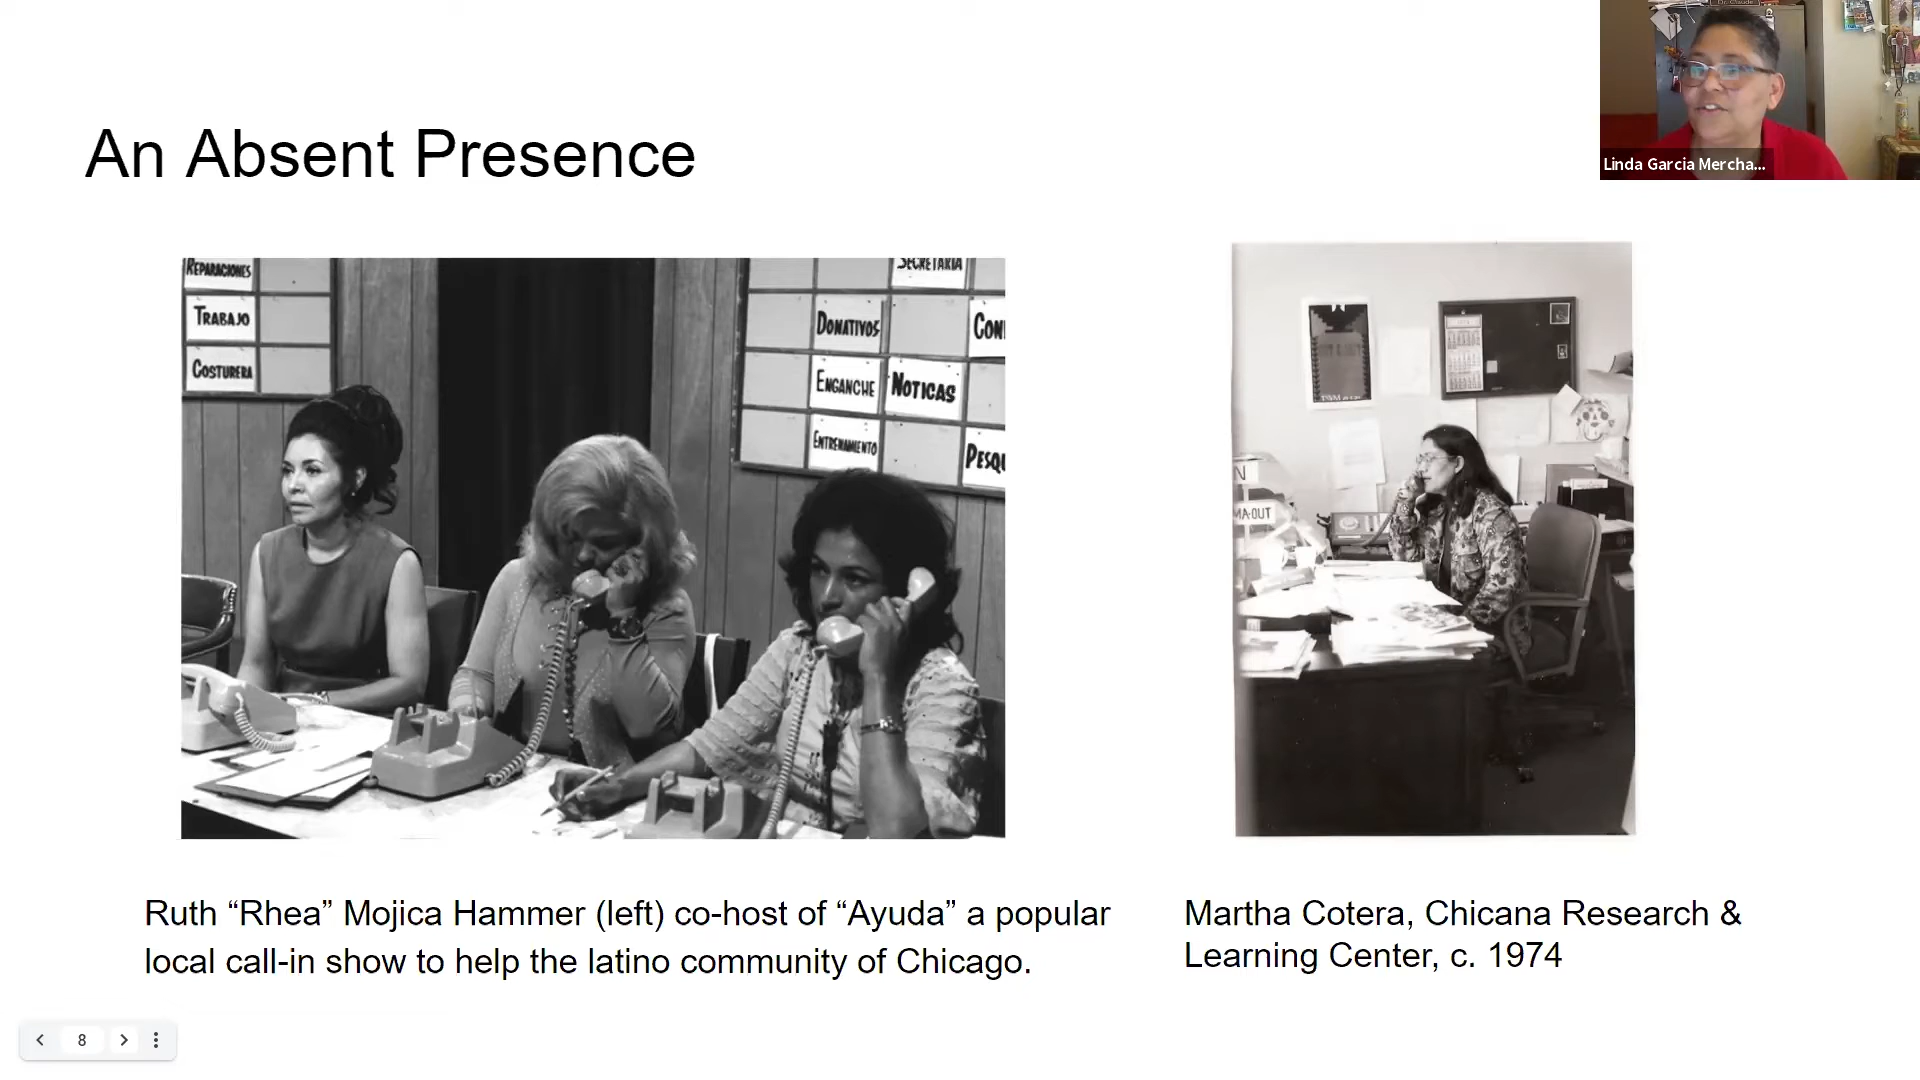 An Absent Presence
Linda Garcia Mercha...
REPARACIONES
TRABAJO
COSTURERA
SECRETARIA
DONATIVOS
ENGANCHE
NOTICAS
ENTRENAMIENTO
MA-OUT
Ruth “Rhea” Mojica Hammer (left) co-host of “Ayuda” a popular
local call-in show to help the latino community of Chicago.
Martha Cotera, Chicana Research &
Learning Center, c. 1974
8